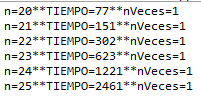 n=20**TIEMPO=77**nVeces=1
n=21**TIEMPO=151**nVeces=1
n=22**TIEMPO=302**nVeces=1
n=23**TIEMPO=623**nVeces=1
n=24**TIEMPO=1221**nVeces=1
n=25**TIEMPO=2461**nVeces=1